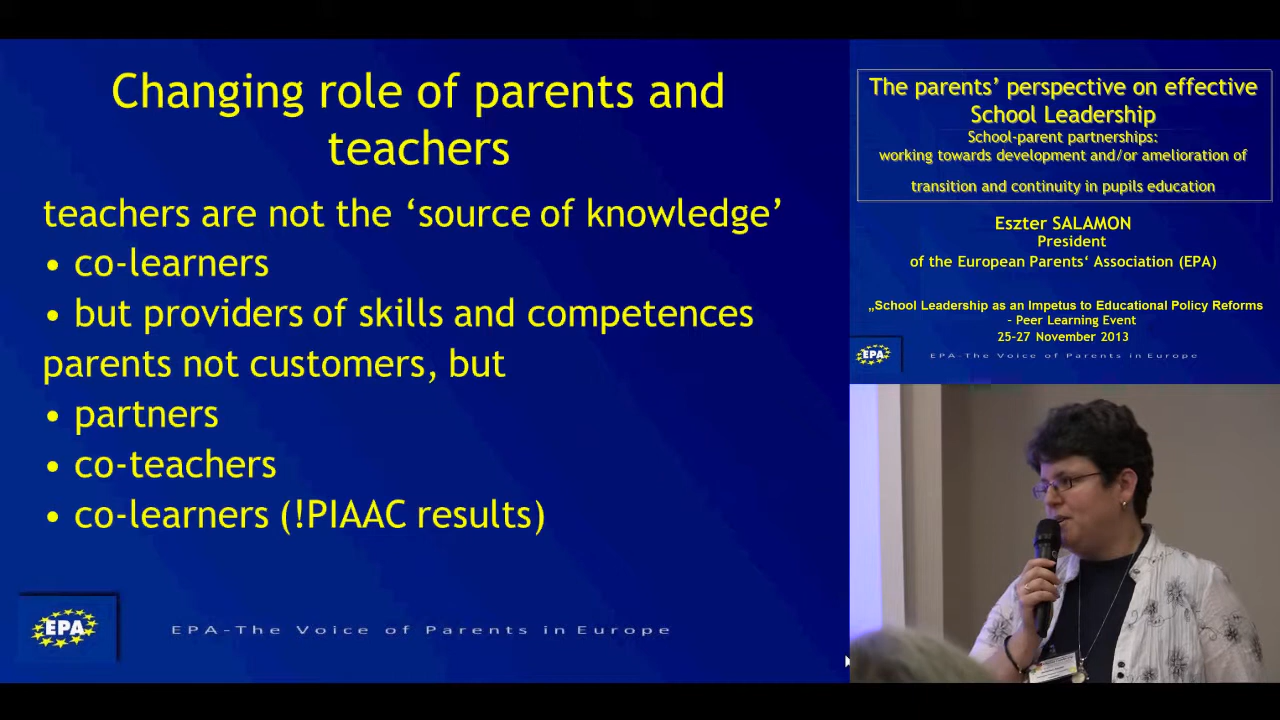 Changing role of parents and
teachers
teachers are not the ‘source of knowledge’
• co-learners
• but providers of skills and competences
parents not customers, but
• partners
• co-teachers
• co-learners (!PIAAC results)
EPA
EPA-The Voice of Parents in Europe
The parents’ perspective on effective
School Leadership
School-parent partnerships:
working towards development and/or amelioration of
transition and continuity in pupils education
Eszter SALAMON
President
of the European Parents‘ Association (EPA)
„School Leadership as an Impetus to Educational Policy Reforms
– Peer Learning Event
25-27 November 2013
EPA
EPA-The Voice of Parents in Europe